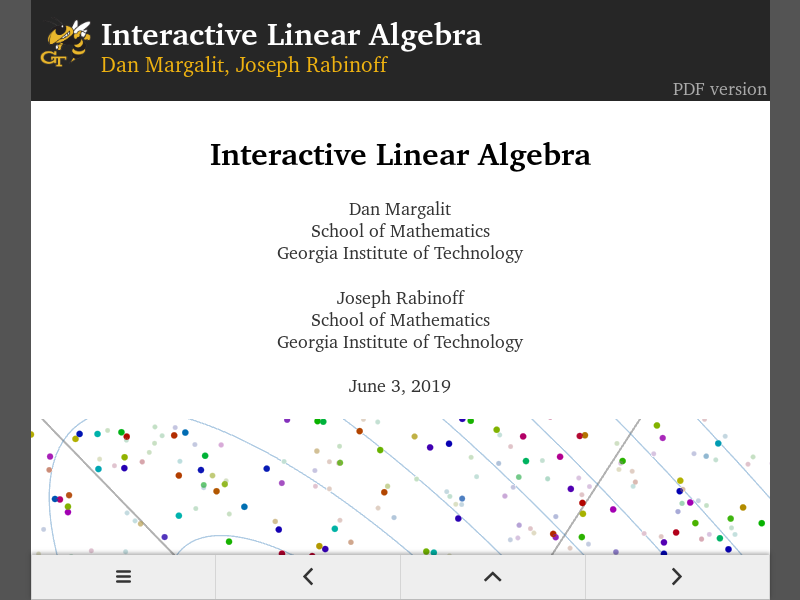 Interactive Linear Algebra
Dan Margalit, Joseph Rabinoff
GT
PDF version
Interactive Linear Algebra
Dan Margalit
School of Mathematics
Georgia Institute of Technology
Joseph Rabinoff
School of Mathematics
Georgia Institute of Technology
June 3, 2019